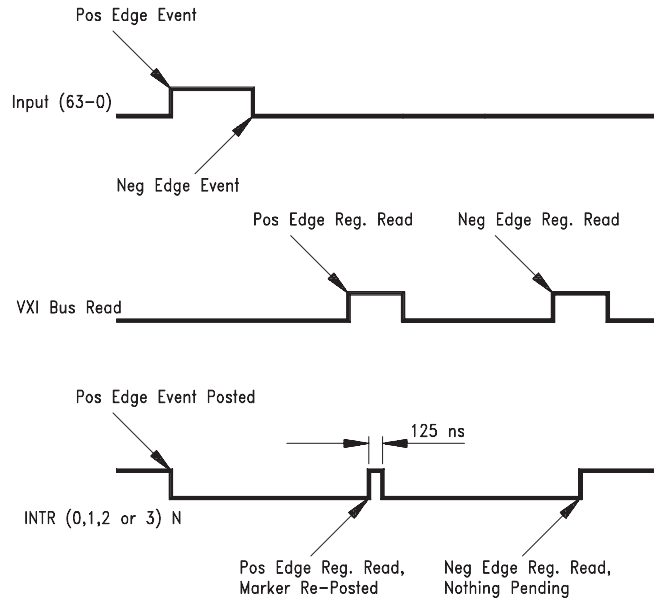 Pos Edge Event
Input (63-0)
Neg Edge Event
Pos Edge Reg. Read
Neg Edge Reg. Read
VXI Bus Read
Pos Edge Event Posted
125 ns
INTR (0,1,2 or 3) N
Pos Edge Reg. Read,
Marker Re-Posted
Neg Edge Reg. Read,
Nothing Pending